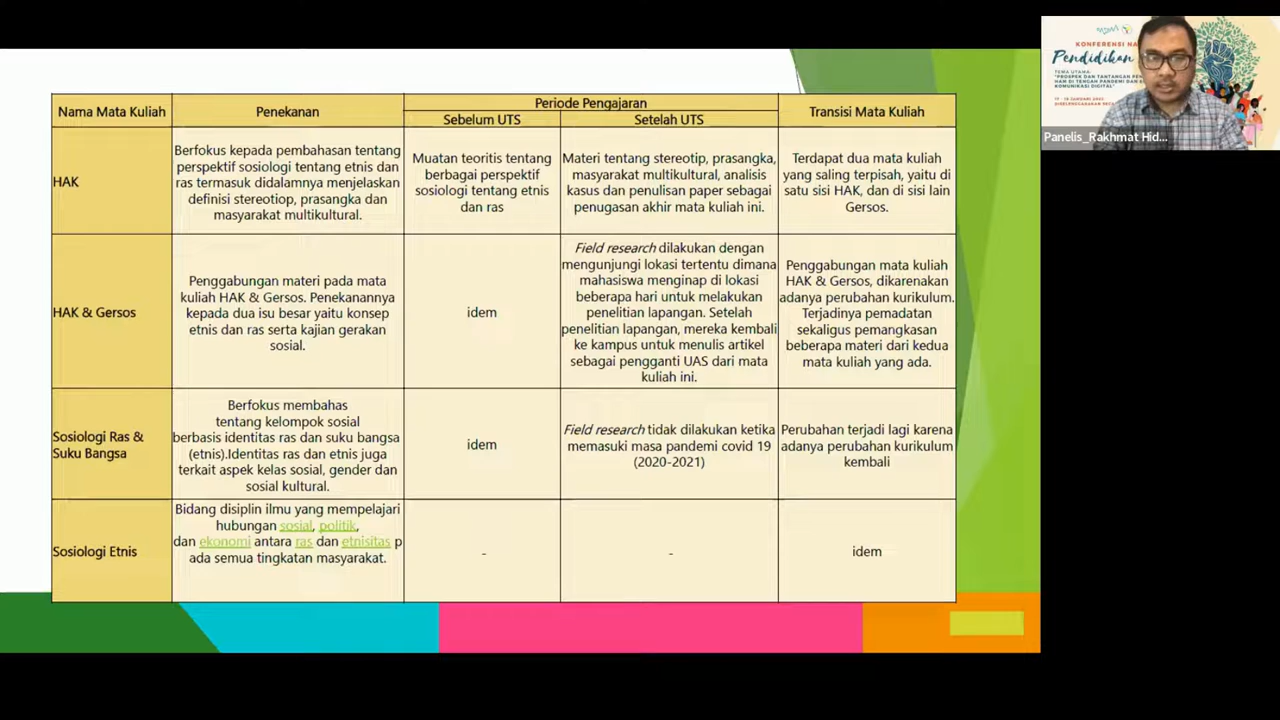 Nama Mata Kuliah
Penekanan
Periode Pengajaran
Sebelum UTS
Setelah UTS
Transisi Mata Kuliah
HAK
Berfokus kepada pembahasan tentang
perspektif sosiologi tentang etnis dan
ras termasuk didalamnya menjelaskan
definisi stereotiop, prasangka dan
masyarakat multikultural.
Muatan teoritis tentang
berbagai perspektif
sosiologi tentang etnis
dan ras
Materi tentang stereotip, prasangka,
masyarakat multikultural, analisis
kasus dan penulisan paper sebagai
penugasan akhir mata kuliah ini.
Terdapat dua mata kuliah
yang saling terpisah, yaitu di
satu sisi HAK, dan di sisi lain
Gersos.
HAK & Gersos
Penggabungan materi pada mata
kuliah HAK & Gersos. Penekanannya
kepada dua isu besar yaitu konsep
etnis dan ras serta kajian gerakan
sosial.
idem
Field research dilakukan dengan
mengunjungi lokasi tertentu dimana
mahasiswa menginap di lokasi
beberapa hari untuk melakukan
penelitian lapangan. Setelah
penelitian lapangan, mereka kembali
ke kampus untuk menulis artikel
sebagai pengganti UAS dari mata
kuliah ini.
Penggabungan mata kuliah
HAK & Gersos, dikarenakan
adanya perubahan kurikulum.
Terjadinya pemadatan
sekaligus pemangkasan
beberapa materi dari kedua
mata kuliah yang ada.
Sosiologi Ras &
Suku Bangsa
Berfokus membahas
tentang kelompok sosial
berbasis identitas ras dan suku bangsa
(etnis).Identitas ras dan etnis juga
terkait aspek kelas sosial, gender dan
sosial kultural.
idem
Field research tidak dilakukan ketika
memasuki masa pandemi covid 19
(2020-2021)
Perubahan terjadi lagi karena
adanya perubahan kurikulum
kembali
Sosiologi Etnis
Bidang disiplin ilmu yang mempelajari
hubungan sosial, politik,
dan ekonomi antara ras dan etnisitas p
ada semua tingkatan masyarakat.
-
-
idem
KONFERENSI NA
Pendidikan
TEMA UTAMA:
Panelis_Rakhmat Hid...